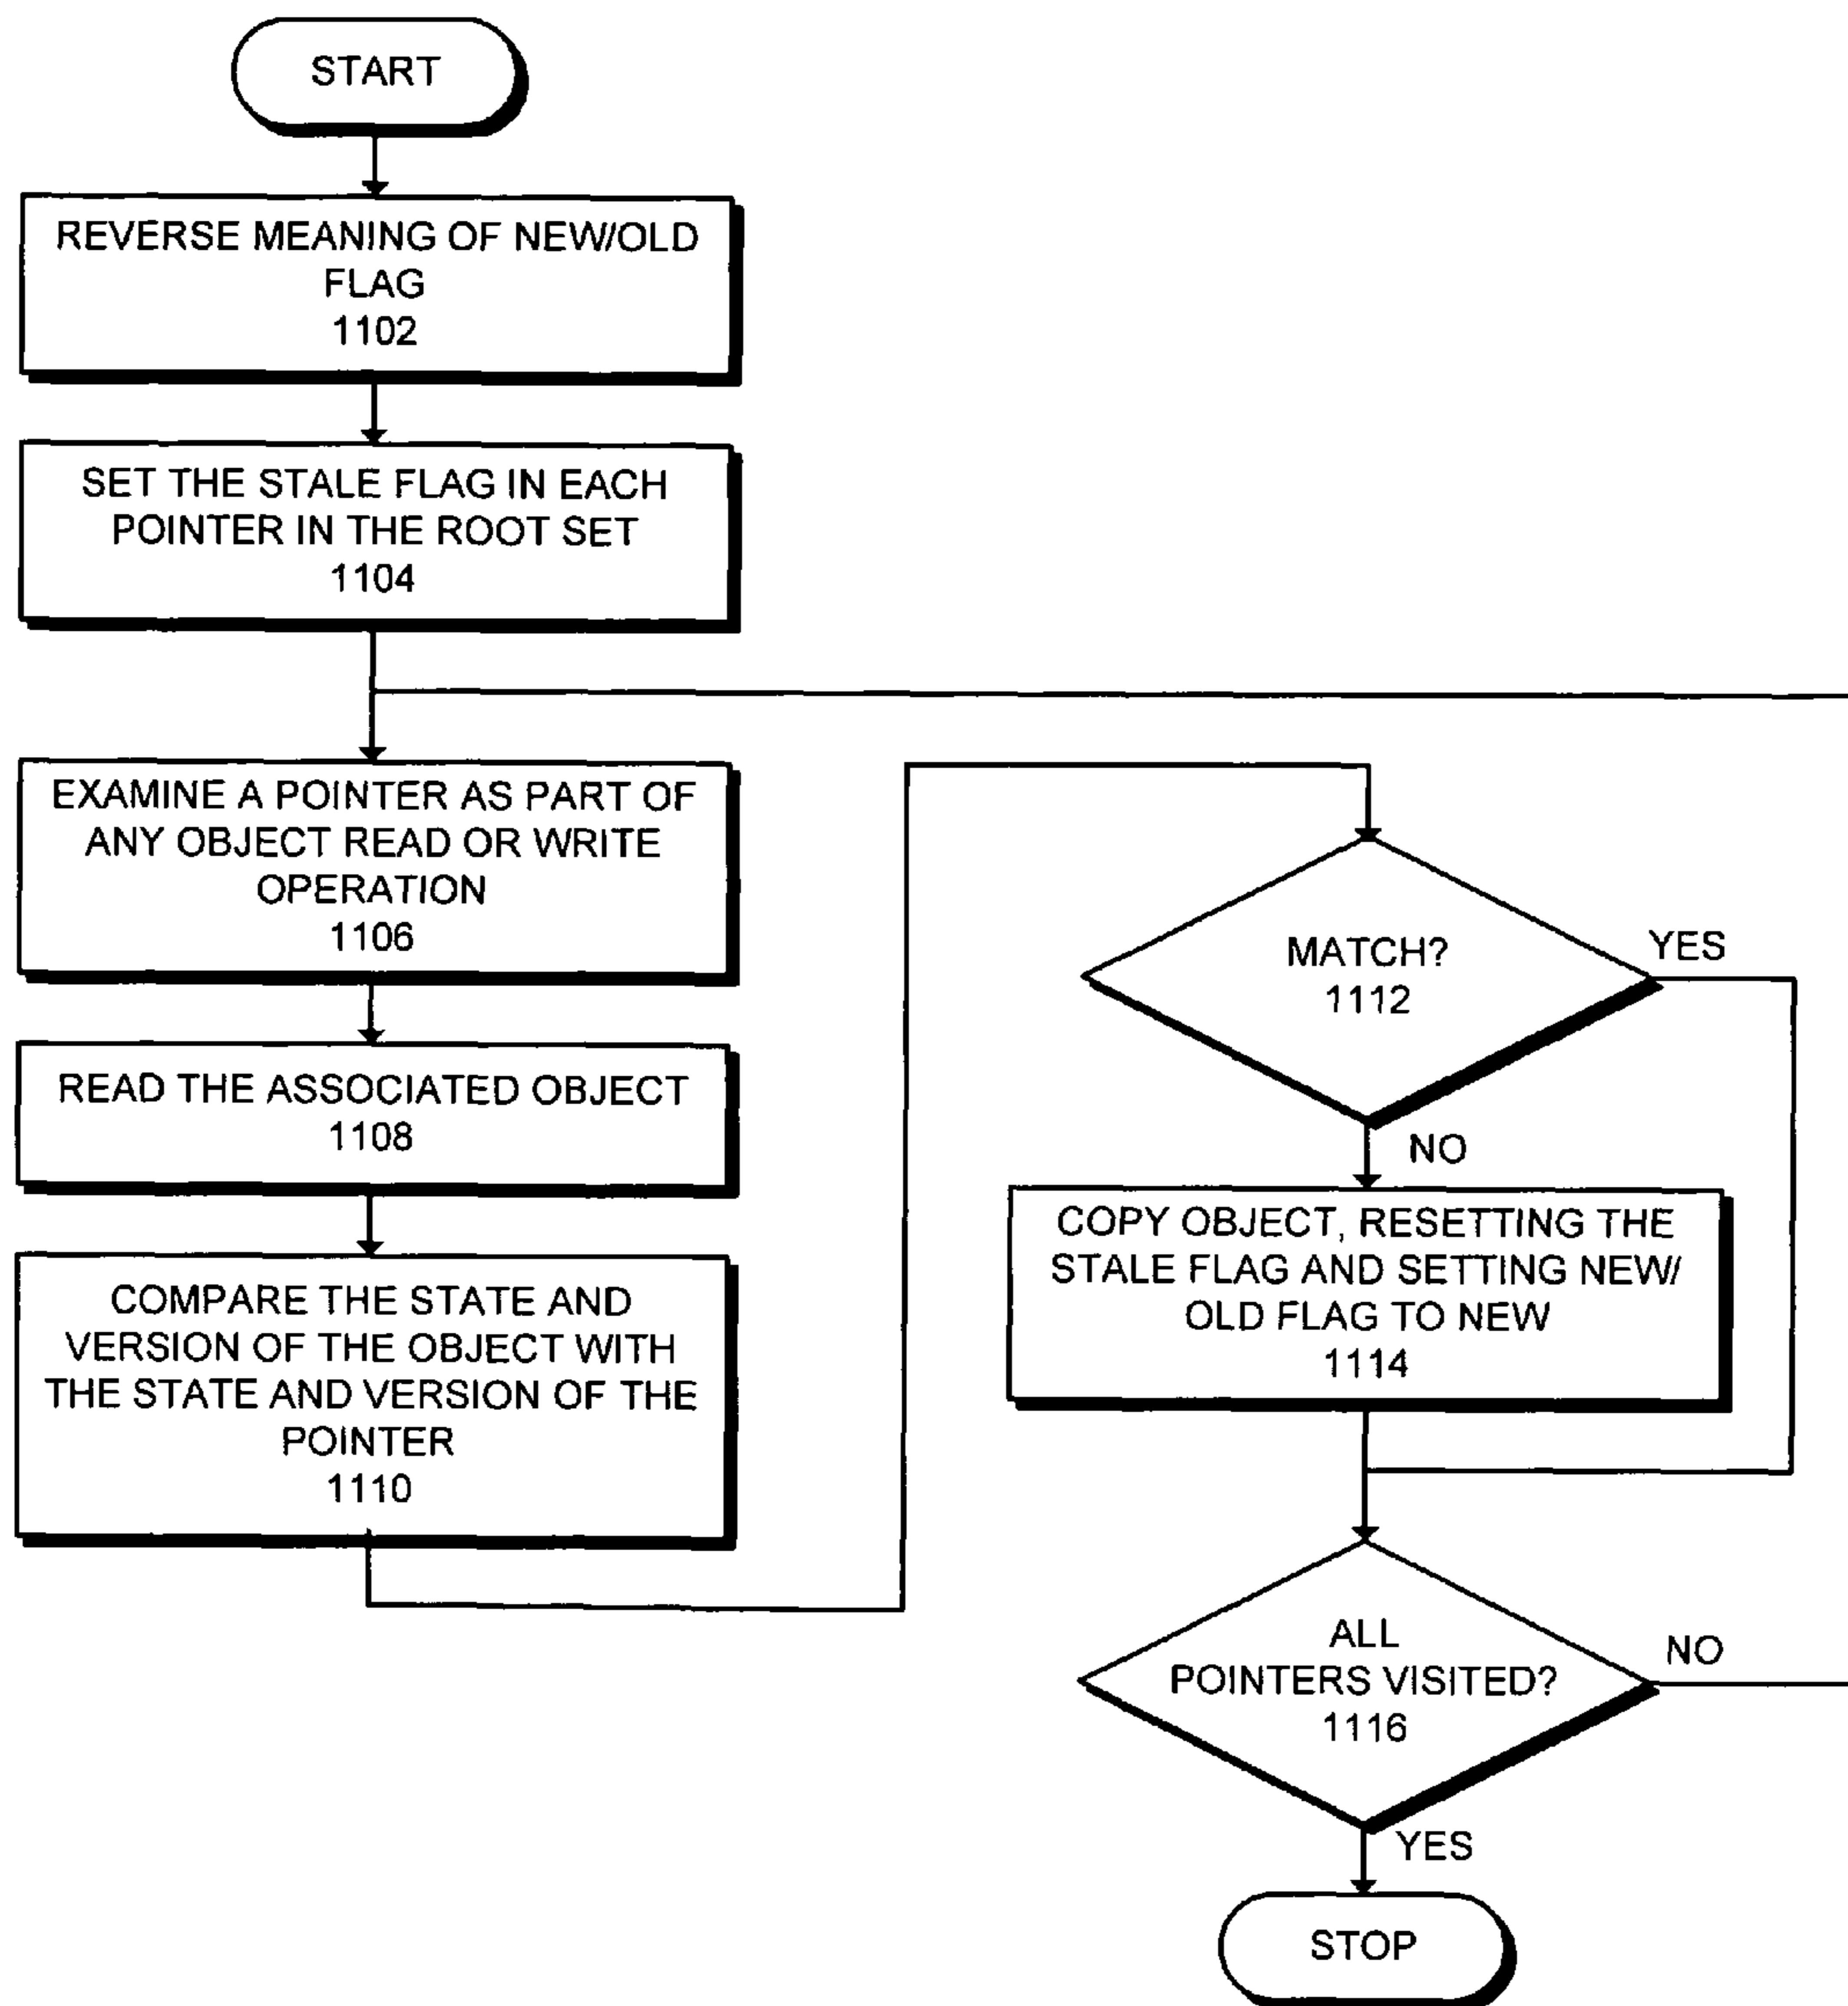 START
REVERSE MEANING OF NEW/OLD
FLAG
1102
SET THE STALE FLAG IN EACH
POINTER IN THE ROOT SET
1104
EXAMINE A POINTER AS PART OF
ANY OBJECT READ OR WRITE
OPERATION
1106
READ THE ASSOCIATED OBJECT
1108
COMPARE THE STATE AND
VERSION OF THE OBJECT WITH
THE STATE AND VERSION OF THE
POINTER
1110
MATCH?
1112
YES
NO
COPY OBJECT, RESETTING THE
STALE FLAG AND SETTING NEW/
OLD FLAG TO NEW
1114
ALL
POINTERS VISITED?
1116
NO
YES
STOP